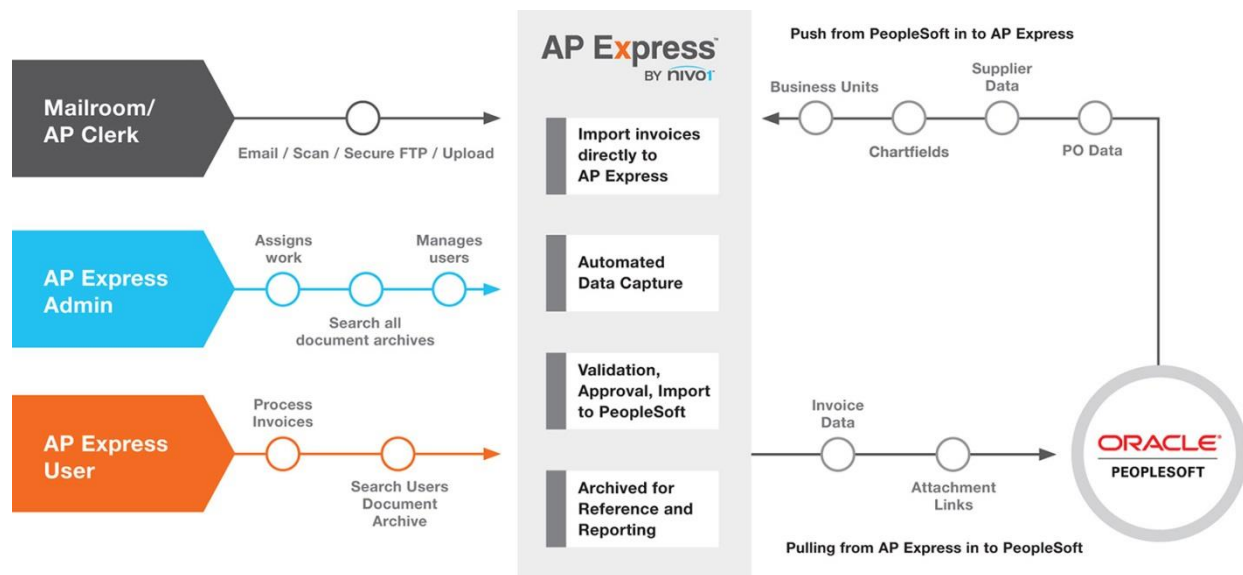 Mailroom/
AP Clerk
Email / Scan / Secure FTP / Upload
AP Express
Admin
Assigns
work
Search all
document archives
Manages
users
AP Express
User
Process
Invoices
Search Users
Document
Archive
AP Express™
BY nivo1
Import invoices
directly to
AP Express
Automated
Data Capture
Validation,
Approval, Import
to PeopleSoft
Archived for
Reference and
Reporting
Push from PeopleSoft in to AP Express
Business Units
Chartfields
Supplier
Data
PO Data
Invoice
Data
Attachment
Links
Pulling from AP Express in to PeopleSoft
ORACLE®
PEOPLESOFT